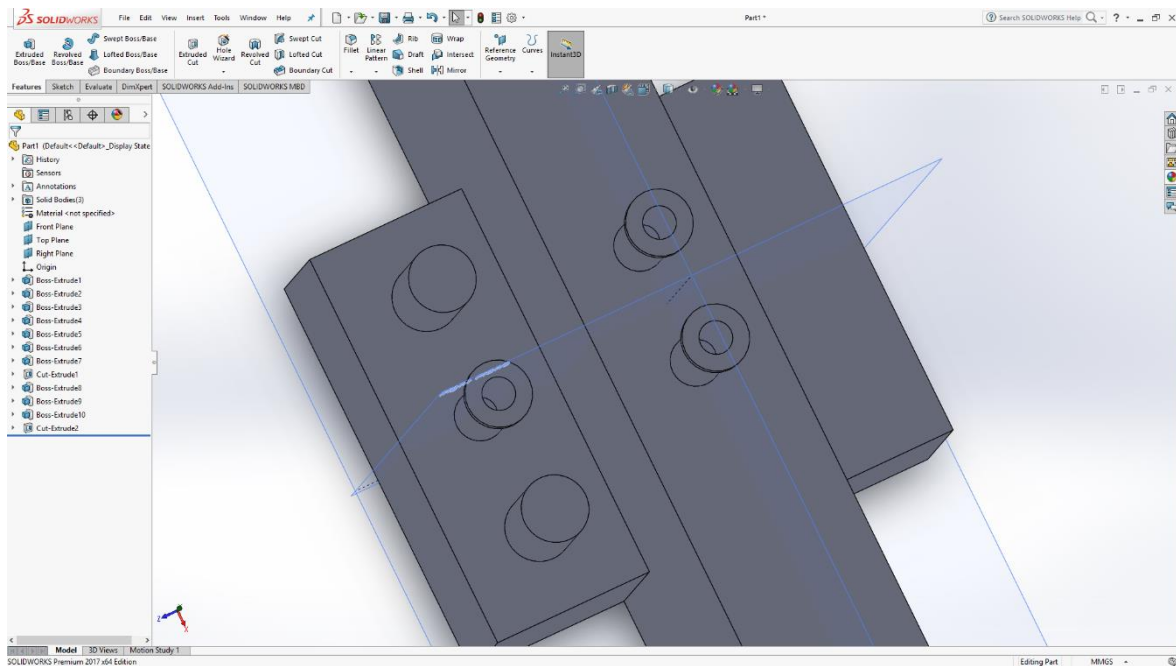 SOLIDWORKS File Edit View Insert Tools Window Help Part1 * Search SOLIDWORKS Help
Extruded Boss/Base Revolved Boss/Base Swept Boss/Base Lofted Boss/Base Boundary Boss/Base Extruded Cut Hole Wizard Revolved Cut Swept Cut Lofted Cut Boundary Cut Fillet Linear Pattern Rib Draft Shell Wrap Intersect Mirror Reference Geometry Curves Instant3D
Features Sketch Evaluate DimXpert SOLIDWORKS Add-Ins SOLIDWORKS MBD
Part1 (Default<<Default>_Display State
History
Sensors
Annotations
Solid Bodies(3)
Material <not specified>
Front Plane
Top Plane
Right Plane
Origin
Boss-Extrude1
Boss-Extrude2
Boss-Extrude3
Boss-Extrude4
Boss-Extrude5
Boss-Extrude6
Boss-Extrude7
Cut-Extrude1
Boss-Extrude8
Boss-Extrude9
Boss-Extrude10
Cut-Extrude2
z x
Model 3D Views Motion Study 1
SOLIDWORKS Premium 2017 x64 Edition Editing Part MMGS